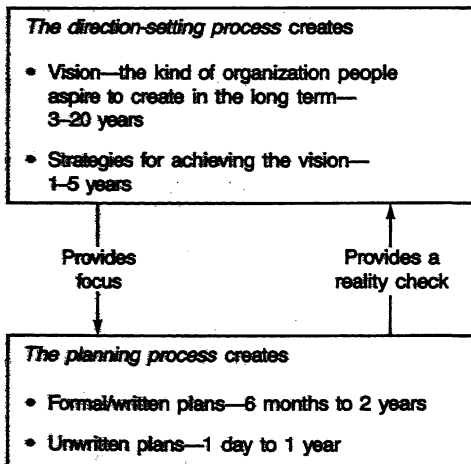 The direction-setting process creates
• Vision—the kind of organization people
aspire to create in the long term—
3–20 years
• Strategies for achieving the vision—
1–5 years
Provides
focus
Provides a
reality check
The planning process creates
• Formal/written plans—6 months to 2 years
• Unwritten plans—1 day to 1 year